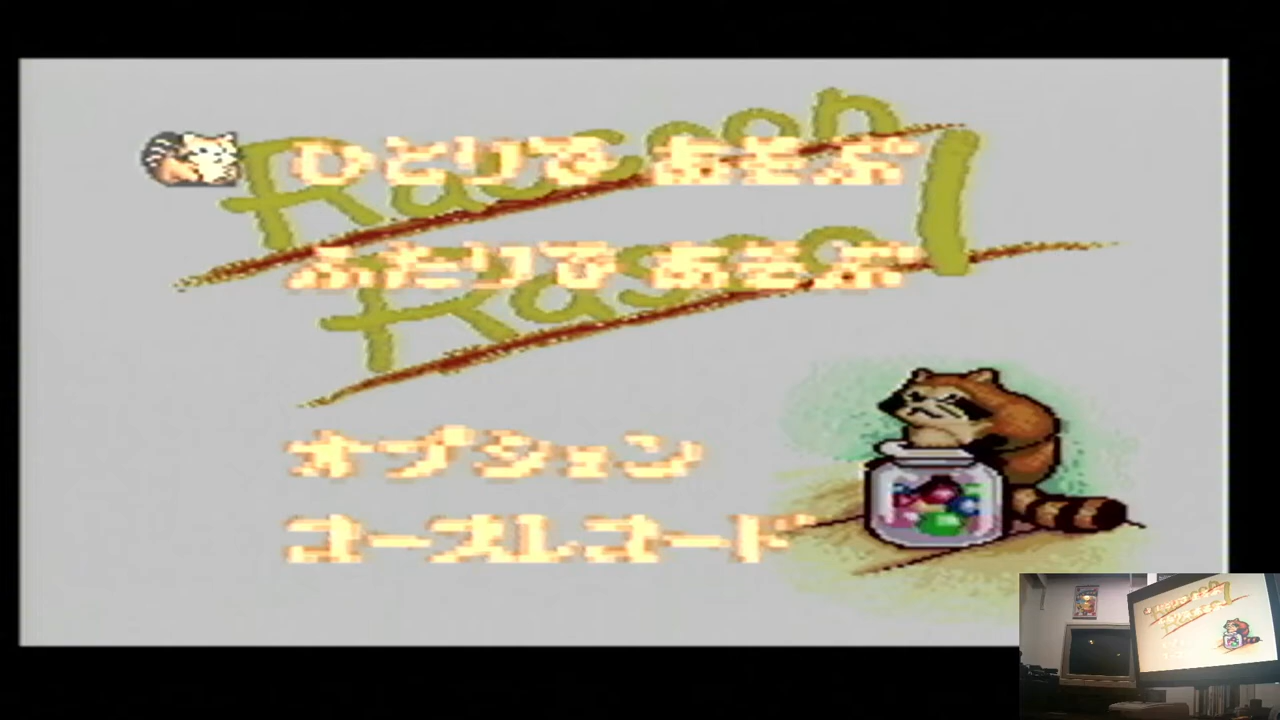 Raccoon
Rascal
ひとりで あそぶ
ふたりで あそぶ
オプション
コースレコード